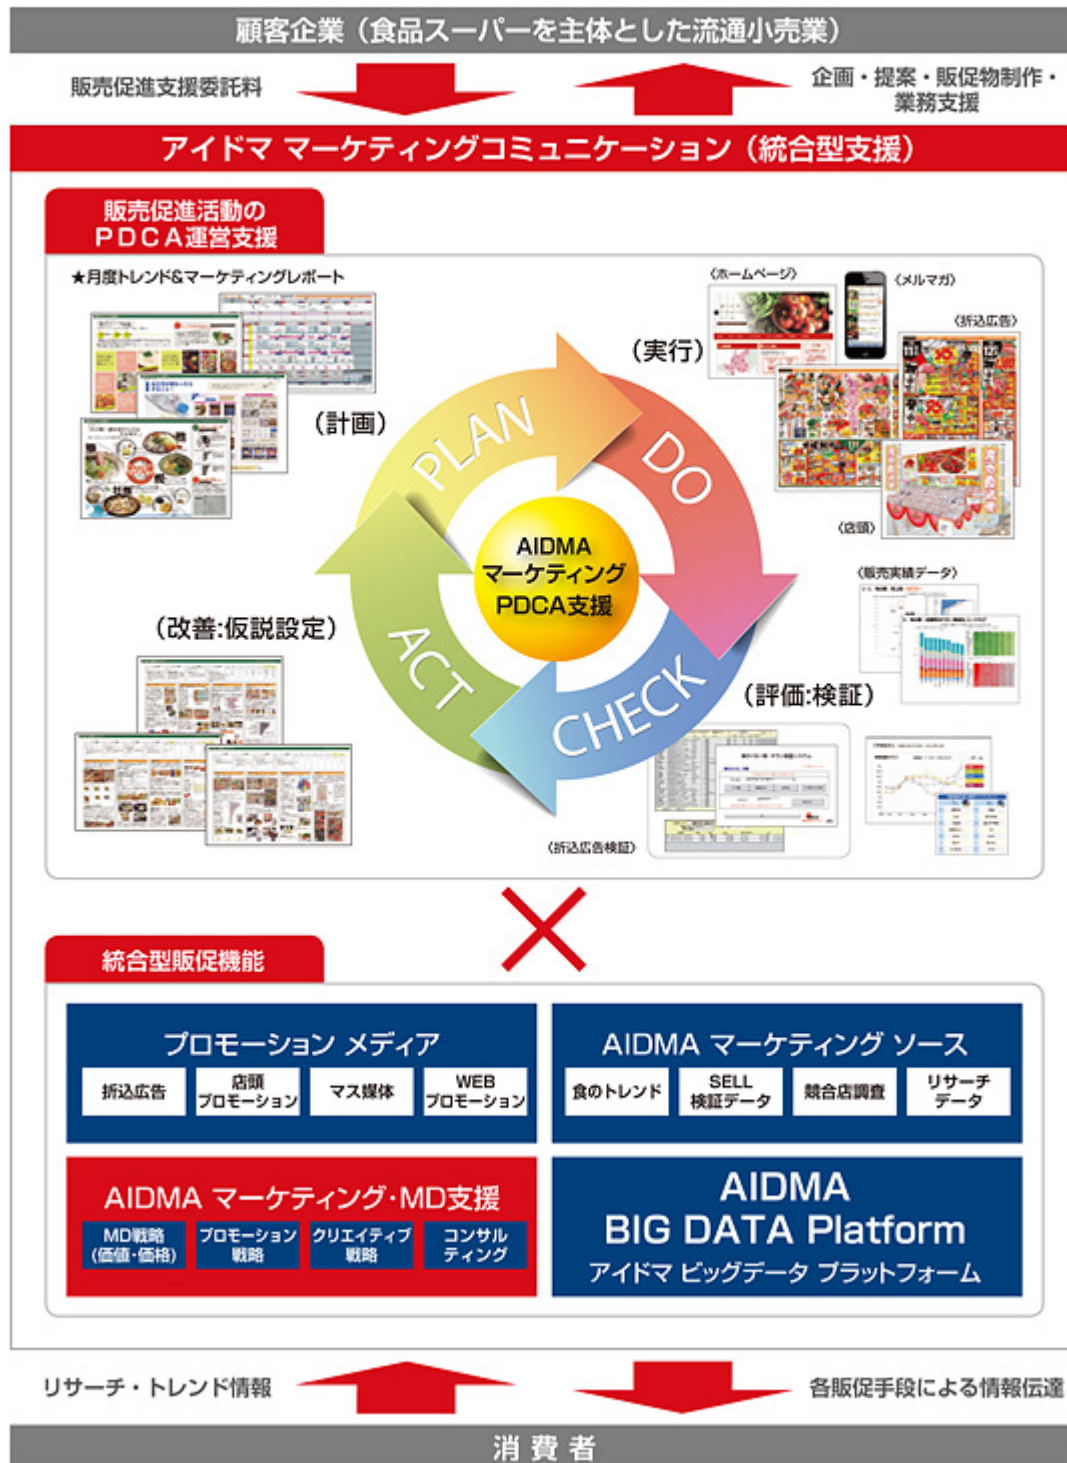 顧客企業（食品スーパーを主体とした流通小売業）
販売促進支援委託料
企画・提案・販促物制作・
業務支援
アイドマ マーケティングコミュニケーション（統合型支援）
販売促進活動の
PDCA運営支援
★月度トレンド&マーケティングレポート
〈ホームページ〉
〈メルマガ〉
〈折込広告〉
（実行）
（計画）
PLAN
DO
〈店頭〉
AIDMA
マーケティング
PDCA支援
〈販売実績データ〉
（改善:仮説設定）
ACT
CHECK
（評価:検証）
〈折込広告検証〉
統合型販促機能
プロモーション メディア
折込広告
店頭
プロモーション
マス媒体
WEB
プロモーション
AIDMA マーケティング ソース
食のトレンド
SELL
検証データ
競合店調査
リサーチ
データ
AIDMA マーケティング・MD支援
MD戦略
(価値・価格)
プロモーション
戦略
クリエイティブ
戦略
コンサル
ティング
AIDMA
BIG DATA Platform
アイドマ ビッグデータ プラットフォーム
リサーチ・トレンド情報
各販促手段による情報伝達
消費者